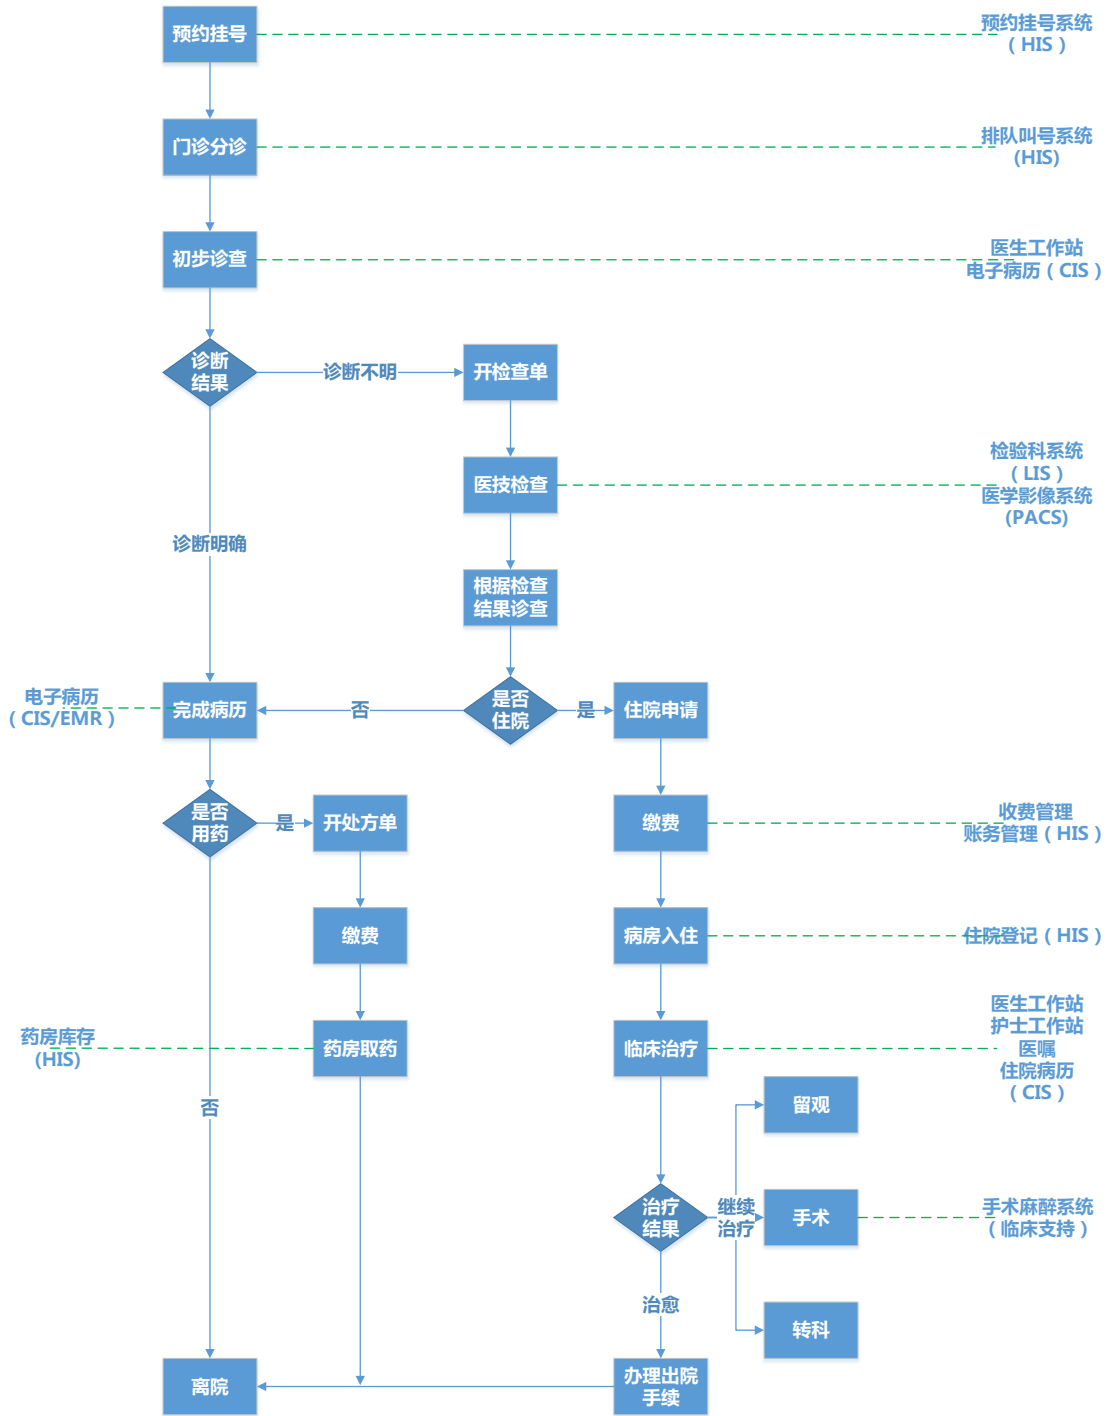 预约挂号
预约挂号系统
（HIS）
门诊分诊
排队叫号系统
(HIS)
初步诊查
医生工作站
电子病历（CIS）
诊断
结果
诊断不明
开检查单
检验科系统
（LIS）
医学影像系统
(PACS)
医技检查
诊断明确
根据检查
结果诊查
电子病历
（CIS/EMR）
完成病历
否
是否
住院
是
住院申请
是否
用药
是
开处方单
缴费
收费管理
账务管理（HIS）
缴费
病房入住
住院登记（HIS）
药房库存
(HIS)
药房取药
临床治疗
医生工作站
护士工作站
医嘱
住院病历
（CIS）
否
留观
治疗
结果
继续
治疗
手术
手术麻醉系统
（临床支持）
治愈
转科
离院
办理出院
手续